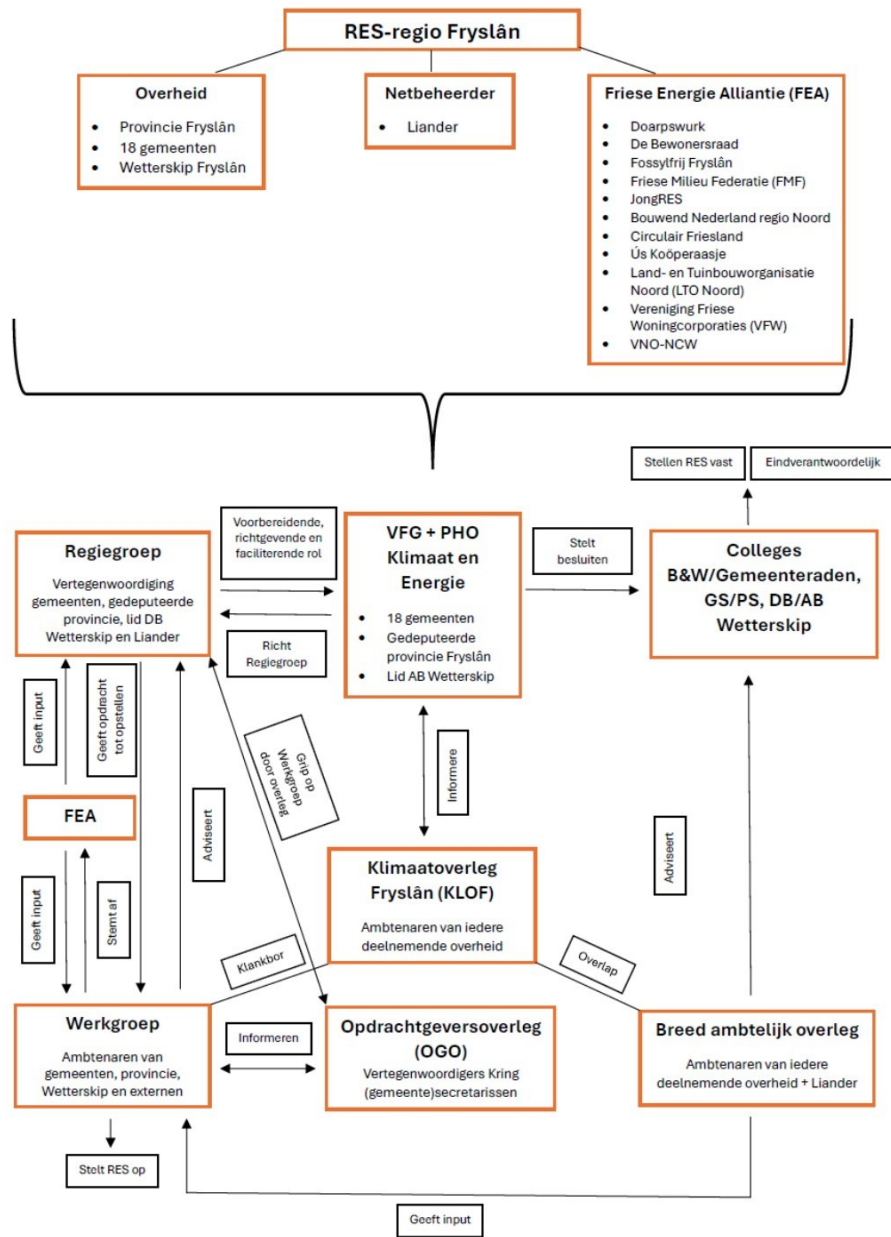 RES-regio Fryslân
Overheid
• Provincie Fryslân
• 18 gemeenten
• Wetterskip Fryslân
Netbeheerder
• Liander
Friese Energie Alliantie (FEA)
• Doarpswurk
• De Bewonersraad
• Fossylfrij Fryslân
• Friese Milieu Federatie (FMF)
• JongRES
• Bouwend Nederland regio Noord
• Circulair Friesland
• Ús Koöperaasje
• Land- en Tuinbouworganisatie
Noord (LTO Noord)
• Vereniging Friese
Woningcorporaties (VFW)
• VNO-NCW
Stellen RES vast
Eindverantwoordelijk
Regiegroep
Vertegenwoordiging
gemeenten, gedeputeerde
provincie, lid DB
Wetterskip en Liander
Voorbereidende,
richtgevende en
faciliterende rol
Richt
Regiegroep
VFG + PHO
Klimaat en
Energie
• 18 gemeenten
• Gedeputeerde
provincie Fryslân
• Lid AB Wetterskip
Stelt
besluiten
Colleges
B&W/Gemeenteraden,
GS/PS, DB/AB
Wetterskip
Geeft input
Geeft opdracht
tot opstellen
Grip op
Werkgroep
door overleg
Informere
FEA
Adviseert
Adviseert
Geeft input
Stemt af
Klimaatoverleg
Fryslân (KLOF)
Ambtenaren van iedere
deelnemende overheid
Klankbor
Overlap
Werkgroep
Ambtenaren van
gemeenten, provincie,
Wetterskip en externen
Informeren
Opdrachtgeversoverleg
(OGO)
Vertegenwoordigers Kring
(gemeente)secretarissen
Breed ambtelijk overleg
Ambtenaren van iedere
deelnemende overheid + Liander
Stelt RES op
Geeft input